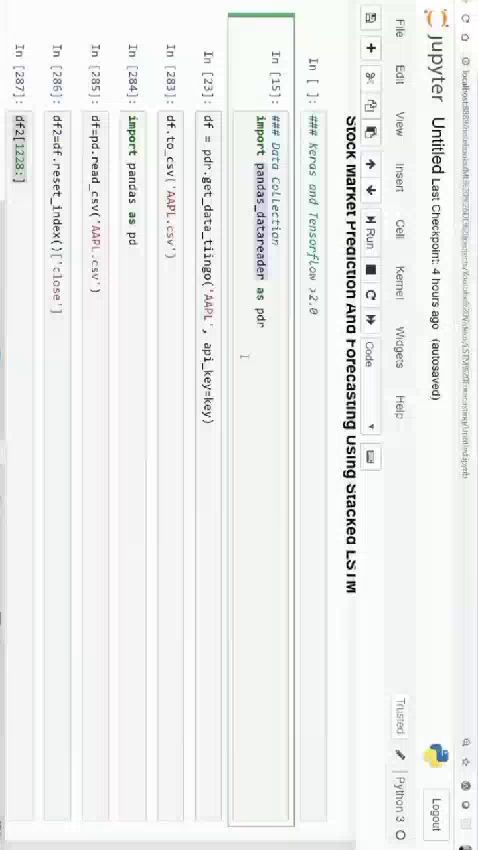 jupyter Untitled Last Checkpoint: 4 hours ago (autosaved)
Logout
File Edit View Insert Cell Kernel Widgets Help
Trusted
Python 3
Run
Code
Stock Market Prediction And Forecasting Using Stacked LSTM
In [ ]: ### Keras and Tensorflow >2.0
In [15]: ### Data Collection
import pandas_datareader as pdr
In [23]: df = pdr.get_data_tiingo('AAPL', api_key=key)
In [283]: df.to_csv('AAPL.csv')
In [284]: import pandas as pd
In [285]: df=pd.read_csv('AAPL.csv')
In [286]: df2=df.reset_index()['close']
In [287]: df2[1228:]